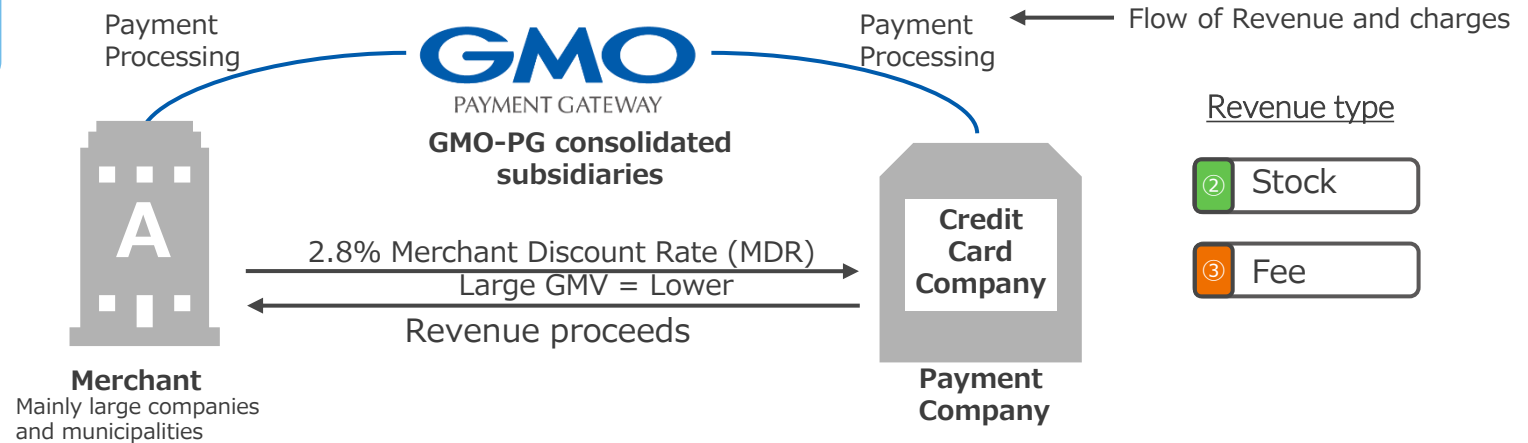 Payment
Processing
GMO
PAYMENT GATEWAY
GMO-PG consolidated
subsidiaries
Payment
Processing
Flow of Revenue and charges
Revenue type
② Stock
③ Fee
A
2.8% Merchant Discount Rate (MDR)
Large GMV = Lower
Revenue proceeds
Credit
Card
Company
Merchant
Mainly large companies
and municipalities
Payment
Company